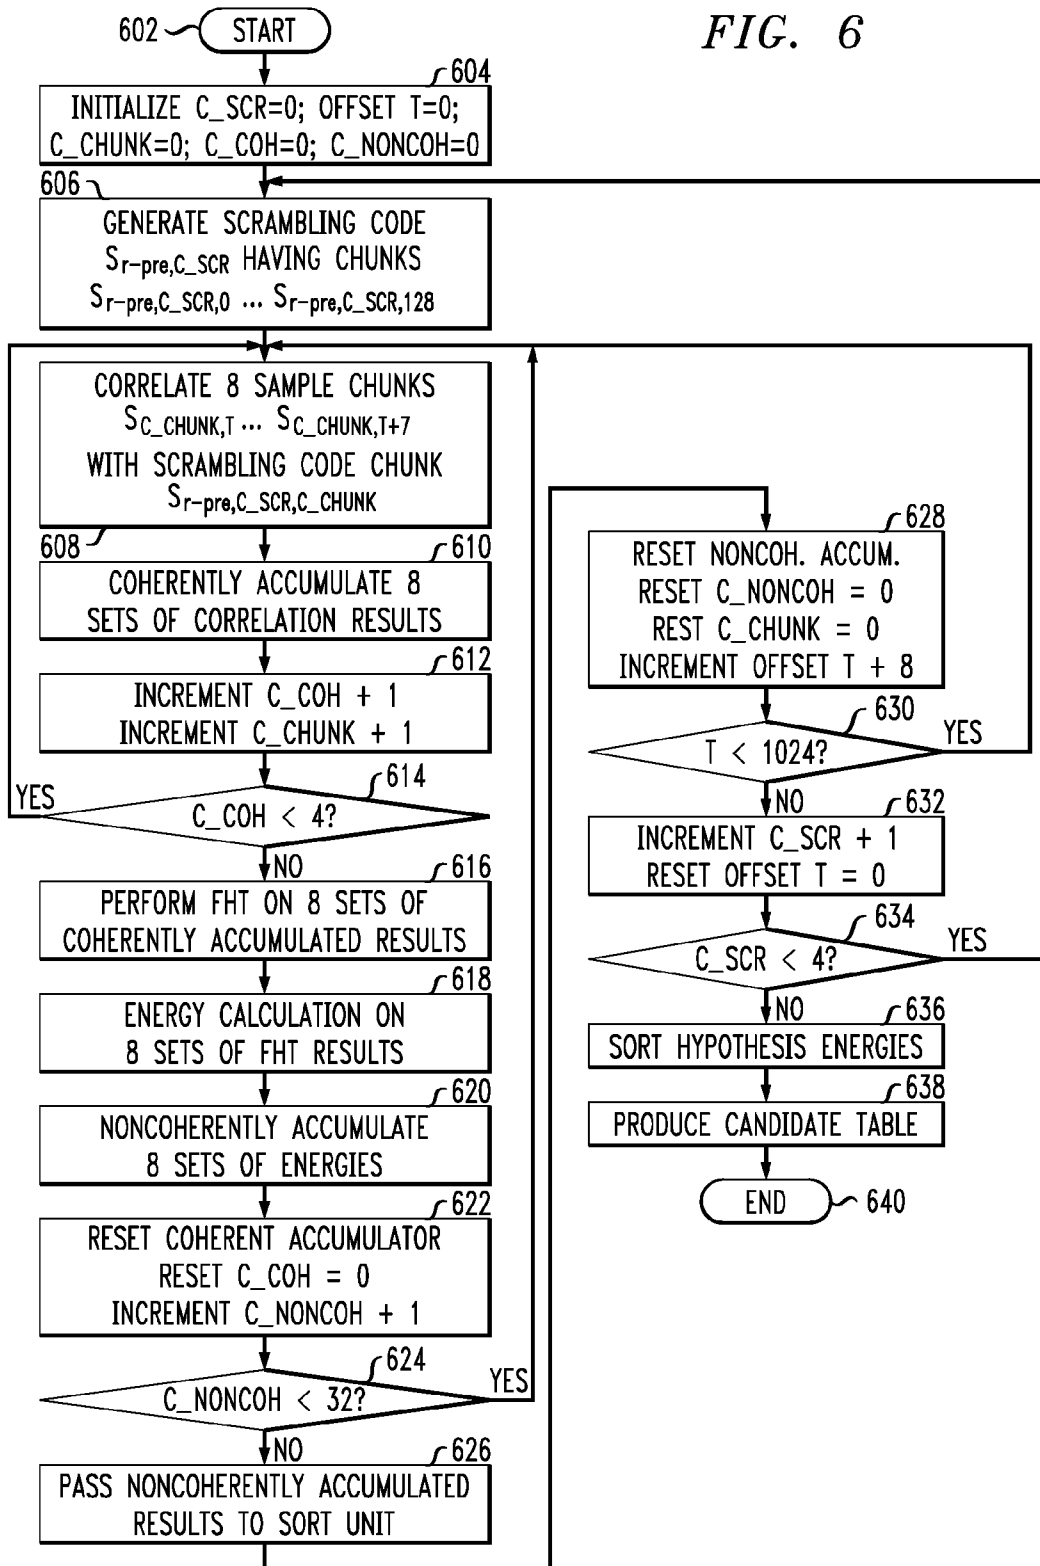 FIG. 6
602
START
604
INITIALIZE C_SCR=0; OFFSET T=0;
C_CHUNK=0; C_COH=0; C_NONCOH=0
606
GENERATE SCRAMBLING CODE
Sr-pre,C_SCR HAVING CHUNKS
Sr-pre,C_SCR,0 ... Sr-pre,C_SCR,128
CORRELATE 8 SAMPLE CHUNKS
SC_CHUNK,T ... SC_CHUNK,T+7
WITH SCRAMBLING CODE CHUNK
Sr-pre,C_SCR,C_CHUNK
608
610
COHERENTLY ACCUMULATE 8
SETS OF CORRELATION RESULTS
612
INCREMENT C_COH + 1
INCREMENT C_CHUNK + 1
614
YES
C_COH < 4?
NO
616
PERFORM FHT ON 8 SETS OF
COHERENTLY ACCUMULATED RESULTS
618
ENERGY CALCULATION ON
8 SETS OF FHT RESULTS
620
NONCOHERENTLY ACCUMULATE
8 SETS OF ENERGIES
622
RESET COHERENT ACCUMULATOR
RESET C_COH = 0
INCREMENT C_NONCOH + 1
624
YES
C_NONCOH < 32?
NO
626
PASS NONCOHERENTLY ACCUMULATED
RESULTS TO SORT UNIT
628
RESET NONCOH. ACCUM.
RESET C_NONCOH = 0
REST C_CHUNK = 0
INCREMENT OFFSET T + 8
630
YES
T < 1024?
NO
632
INCREMENT C_SCR + 1
RESET OFFSET T = 0
634
YES
C_SCR < 4?
NO
636
SORT HYPOTHESIS ENERGIES
638
PRODUCE CANDIDATE TABLE
END
640